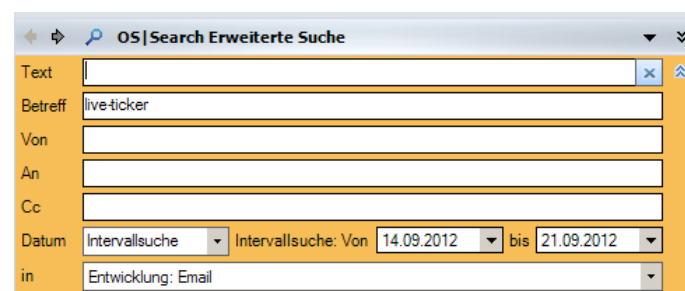 OS|Search Erweiterte Suche
Text
Betreff live-ticker
Von
An
Cc
Datum Intervallsuche Intervallsuche: Von 14.09.2012 bis 21.09.2012
in Entwicklung: Email